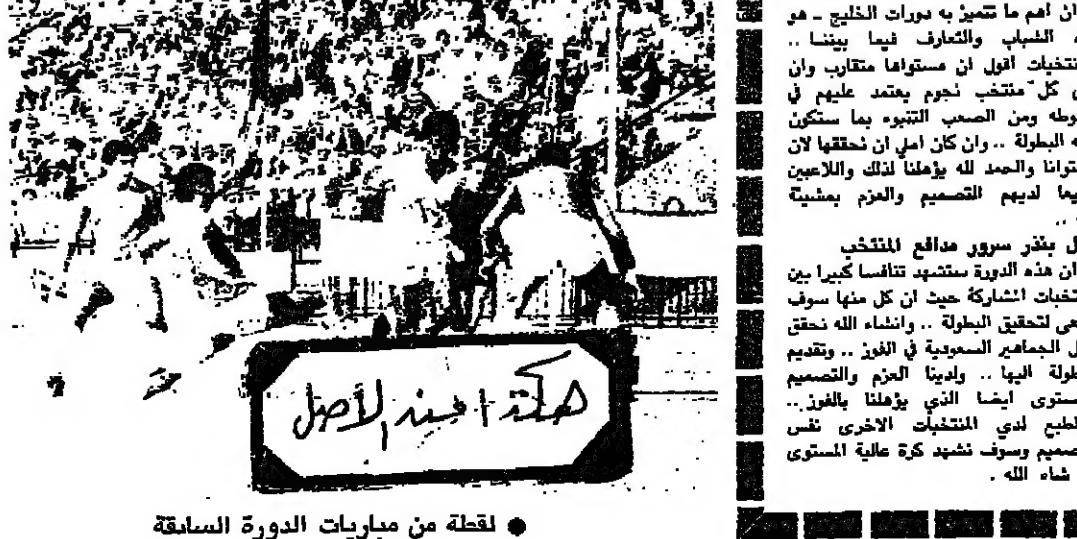 ان اهم ما تتميز به دورات الخليج ـ هو
الشباب والتعارف فيما بيننا ..
اقول ان مستواها متقارب وان
كل منتخب نجوم يعتمد عليهم في
ومن الصعب التنبوء بما ستكون
البطولة .. وان كان املي ان نحققها لان
والحمد لله يؤهلنا لذلك واللاعبين
لديهم التصميم والعزم بمشيئة
..
بندر سرور مدافع المنتخب
ان هذه الدورة ستشهد تنافسا كبيرا بين
المشاركة حيث ان كل منها سوف
لتحقيق البطولة .. وانشاء الله نحقق
الجماهير السعودية في الفوز .. وتقديم
اليها .. ولدينا العزم والتصميم
ايضا الذي يؤهلنا بالفوز ..
لدي المنتخبات الاخرى نفس
وسوف نشهد كرة عالية المستوى
شاء الله .
هكذا في الأصل
لقطة من مباريات الدورة السابقة